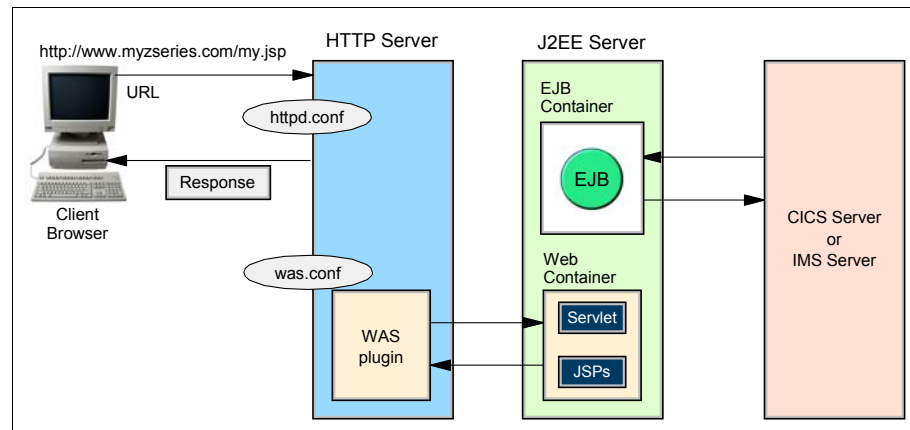 http://www.myzseries.com/my.jsp
URL
Response
Client
Browser
HTTP Server
httpd.conf
was.conf
WAS
plugin
J2EE Server
EJB
Container
EJB
Web
Container
Servlet
JSPs
CICS Server
or
IMS Server